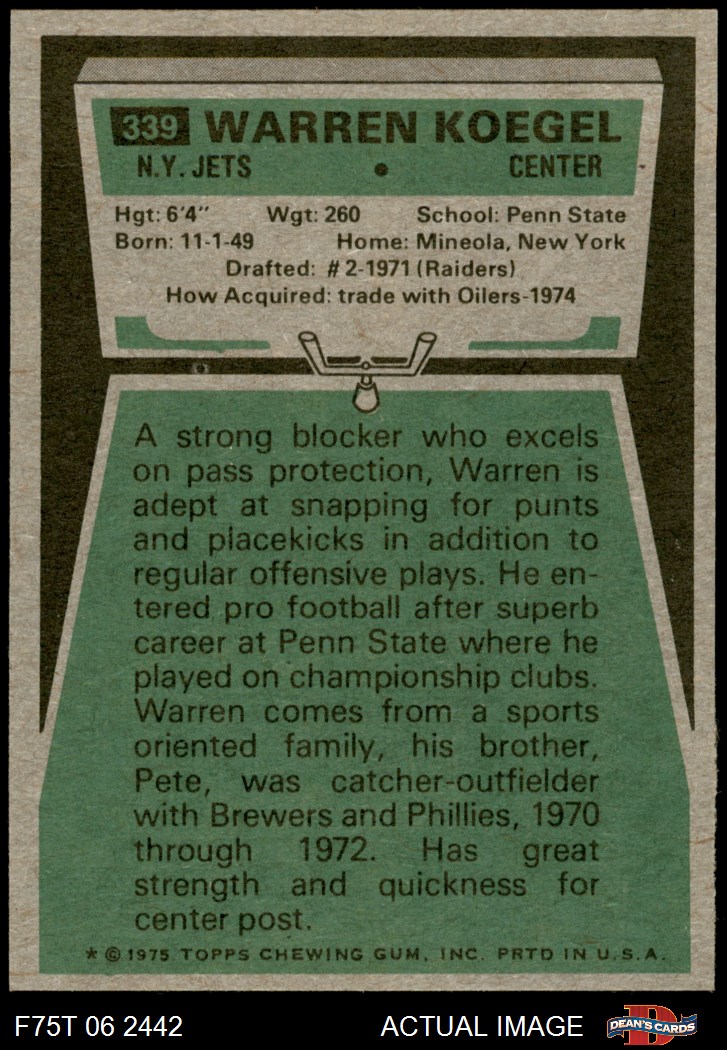 339 WARREN KOEGEL
N.Y. JETS • CENTER
Hgt: 6'4" Wgt: 260 School: Penn State
Born: 11-1-49 Home: Mineola, New York
Drafted: #2-1971 (Raiders)
How Acquired: trade with Oilers-1974
A strong blocker who excels
on pass protection, Warren is
adept at snapping for punts
and placekicks in addition to
regular offensive plays. He en-
tered pro football after superb
career at Penn State where he
played on championship clubs.
Warren comes from a sports
oriented family, his brother,
Pete, was catcher-outfielder
with Brewers and Phillies, 1970
through 1972. Has great
strength and quickness for
center post.
* © 1975 TOPPS CHEWING GUM, INC. PRTD IN U.S.A.
F75T 06 2442 ACTUAL IMAGE D DEAN'S CARDS